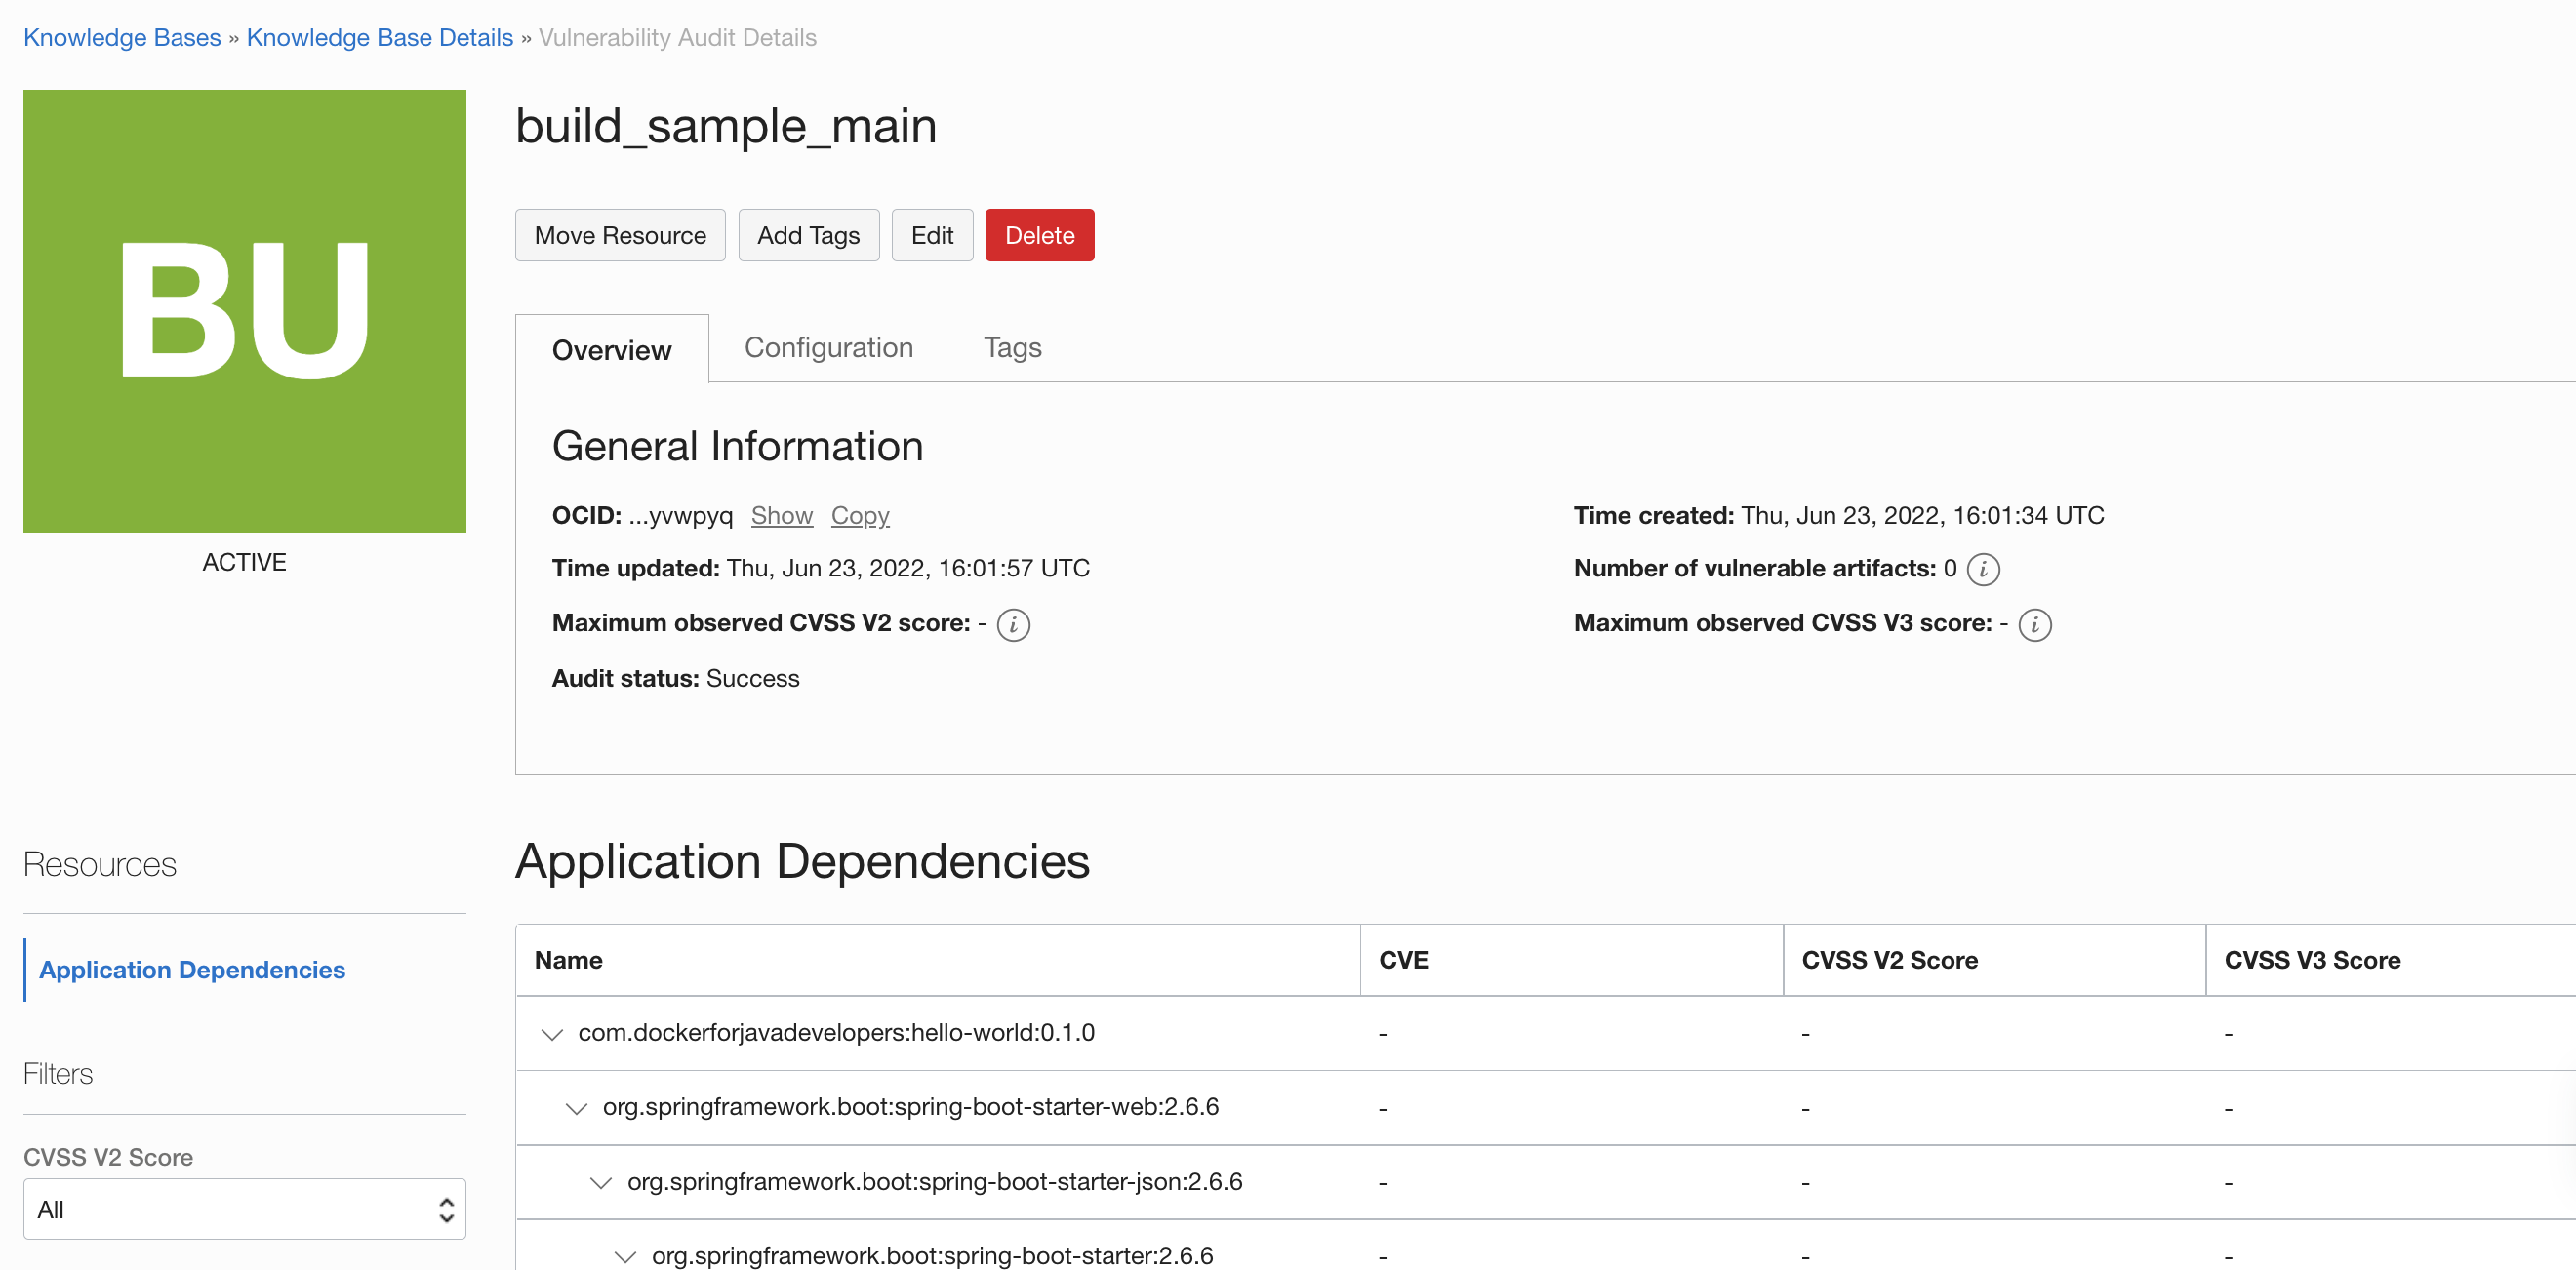 Knowledge Bases » Knowledge Base Details » Vulnerability Audit Details
BU
ACTIVE
build_sample_main
Move Resource Add Tags Edit Delete
Overview Configuration Tags
General Information
OCID: ...yvwpyq Show Copy
Time created: Thu, Jun 23, 2022, 16:01:34 UTC
Time updated: Thu, Jun 23, 2022, 16:01:57 UTC
Number of vulnerable artifacts: 0 i
Maximum observed CVSS V2 score: - i
Maximum observed CVSS V3 score: - i
Audit status: Success
Resources
Application Dependencies
Filters
CVSS V2 Score
All
Application Dependencies
Name CVE CVSS V2 Score CVSS V3 Score
com.dockerforjavadevelopers:hello-world:0.1.0 - - -
org.springframework.boot:spring-boot-starter-web:2.6.6 - - -
org.springframework.boot:spring-boot-starter-json:2.6.6 - - -
org.springframework.boot:spring-boot-starter:2.6.6 - - -